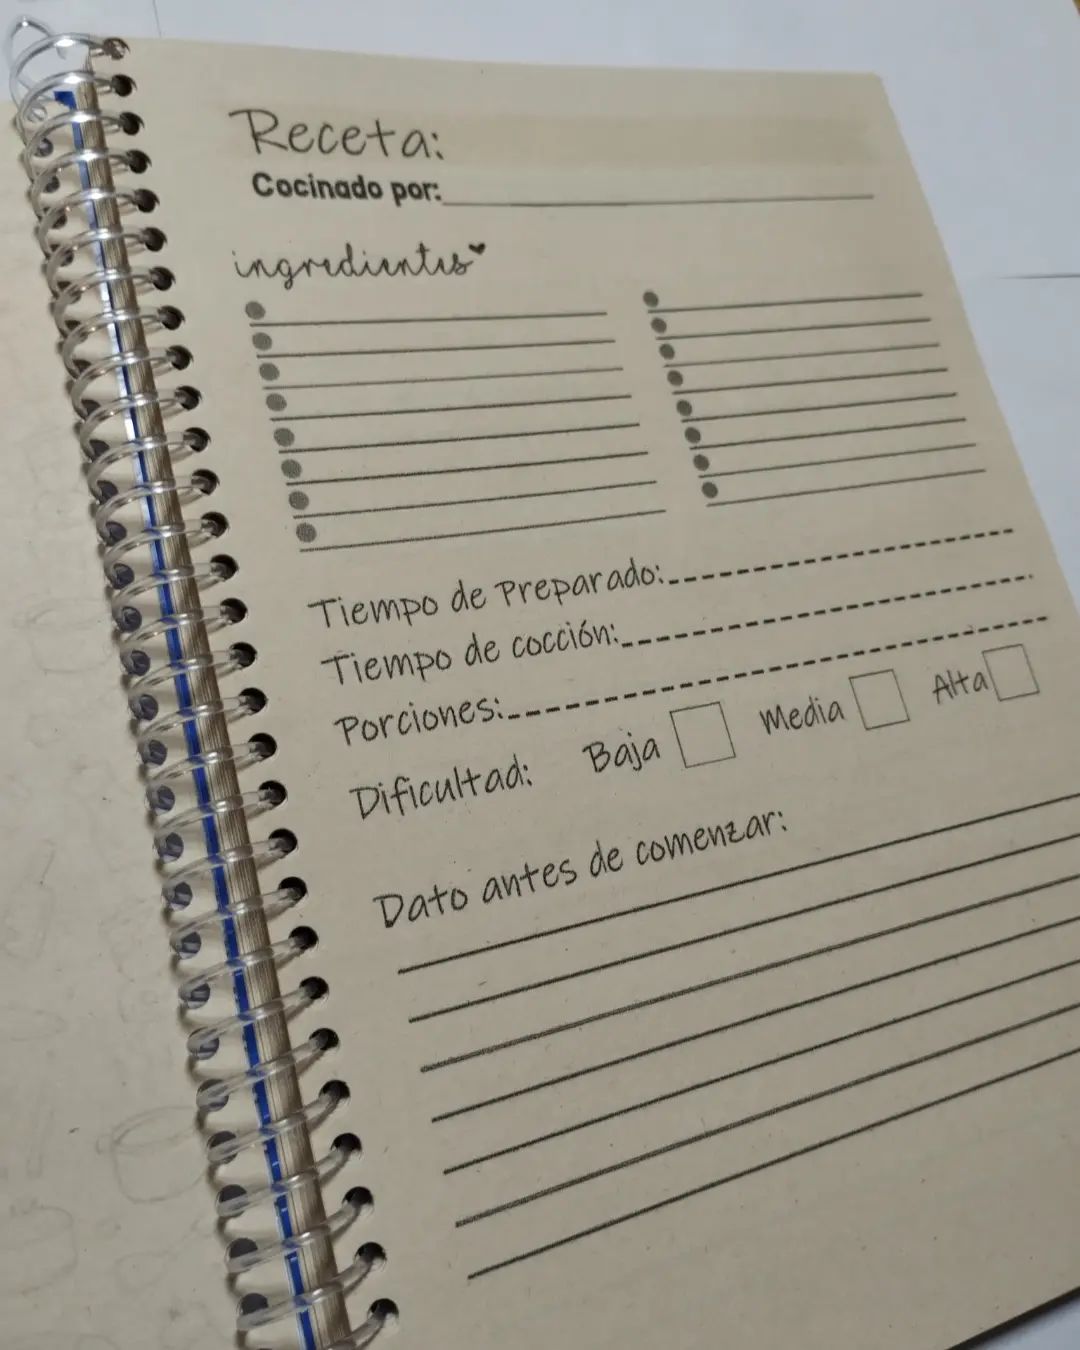 Receta:
Cocinado por:
ingredientes
Tiempo de Preparado:
Tiempo de cocción:
Porciones:
Dificultad: Baja Media Alta
Dato antes de comenzar: